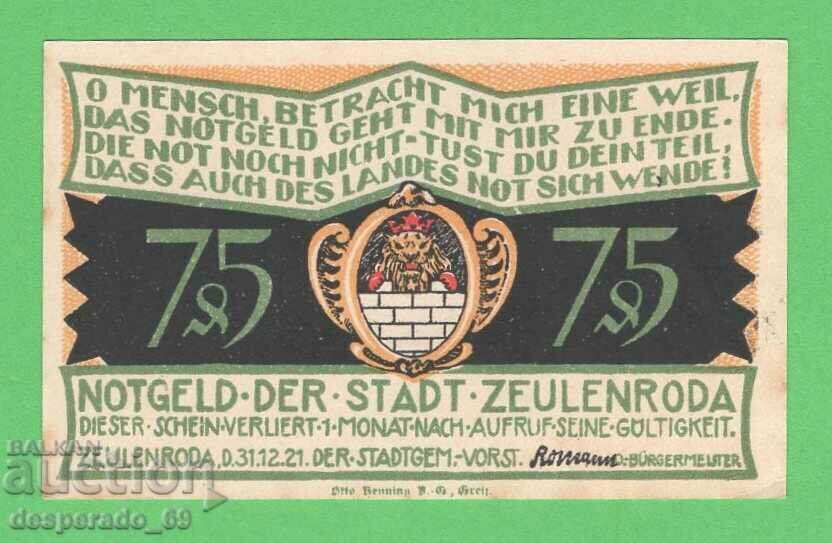 O MENSCH, BETRACHT MICH EINE WEIL,
DAS NOTGELD GEHT MIT MIR ZU ENDE.
DIE NOT NOCH NICHT-TUST DU DEIN TEIL,
DASS AUCH DES LANDES NOT SICH WENDE!
75 75
NOTGELD·DER·STADT·ZEULENRODA
DIESER·SCHEIN·VERLIERT·1·MONAT·NACH·AUFRUF·SEINE·GÜLTIGKEIT.
ZEULENRODA, D.31.12.21. DER STADTGEM.-VORST. Romann O.-BÜRGERMEISTER
Otto Henning A.-G., Greiz.
BALKAN
auction
desperado_69